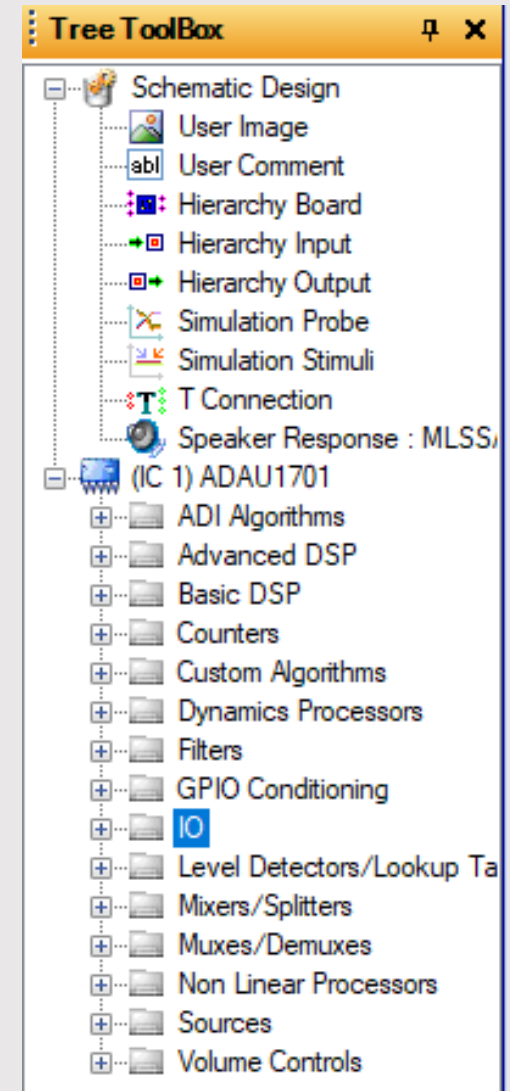 Tree ToolBox
Schematic Design
User Image
abl User Comment
Hierarchy Board
Hierarchy Input
Hierarchy Output
Simulation Probe
Simulation Stimuli
T T Connection
Speaker Response : MLSS
(IC 1) ADAU1701
ADI Algorithms
Advanced DSP
Basic DSP
Counters
Custom Algorithms
Dynamics Processors
Filters
GPIO Conditioning
IO
Level Detectors/Lookup Ta
Mixers/Splitters
Muxes/Demuxes
Non Linear Processors
Sources
Volume Controls